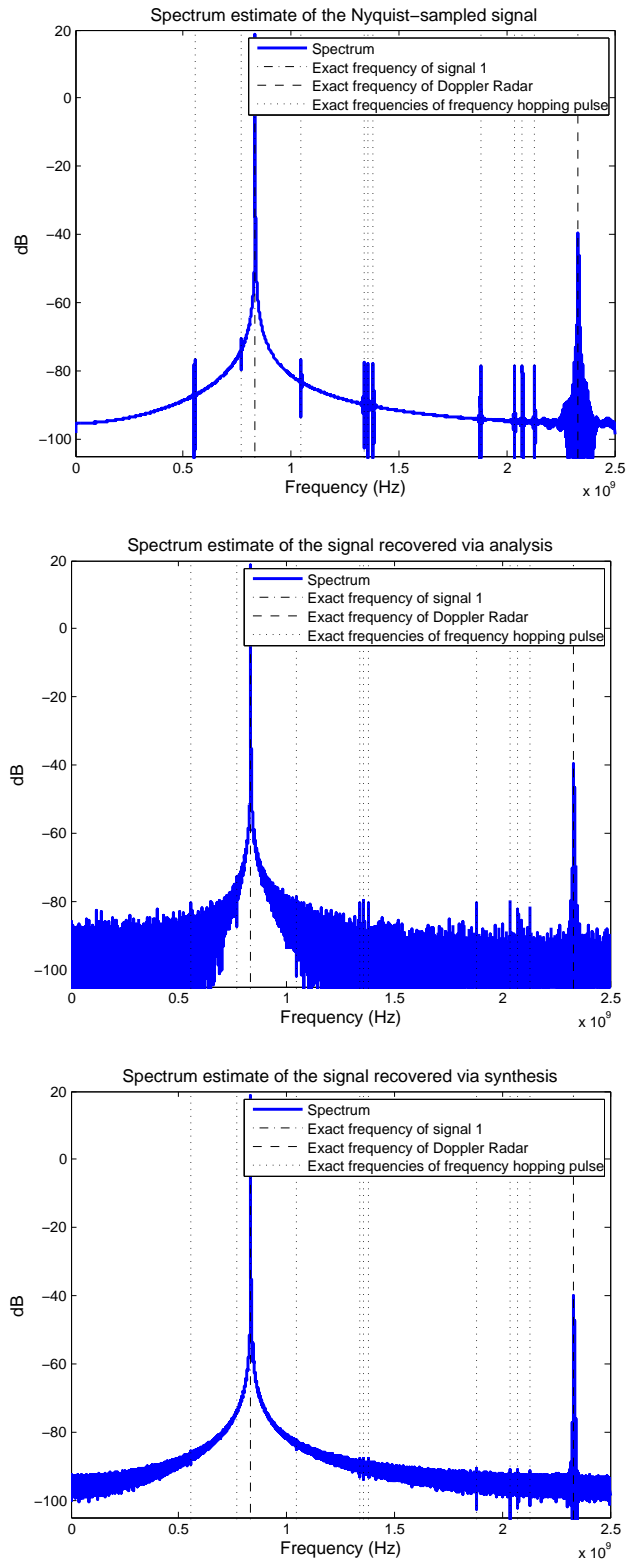 Spectrum estimate of the Nyquist−sampled signal
20
0
−20
−40
−60
−80
−100
dB
Spectrum
Exact frequency of signal 1
Exact frequency of Doppler Radar
Exact frequencies of frequency hopping pulse
0
0.5
1
1.5
2
2.5
Frequency (Hz)
x 10^9
Spectrum estimate of the signal recovered via analysis
20
0
−20
−40
−60
−80
−100
dB
Spectrum
Exact frequency of signal 1
Exact frequency of Doppler Radar
Exact frequencies of frequency hopping pulse
0
0.5
1
1.5
2
2.5
Frequency (Hz)
x 10^9
Spectrum estimate of the signal recovered via synthesis
20
0
−20
−40
−60
−80
−100
dB
Spectrum
Exact frequency of signal 1
Exact frequency of Doppler Radar
Exact frequencies of frequency hopping pulse
0
0.5
1
1.5
2
2.5
Frequency (Hz)
x 10^9